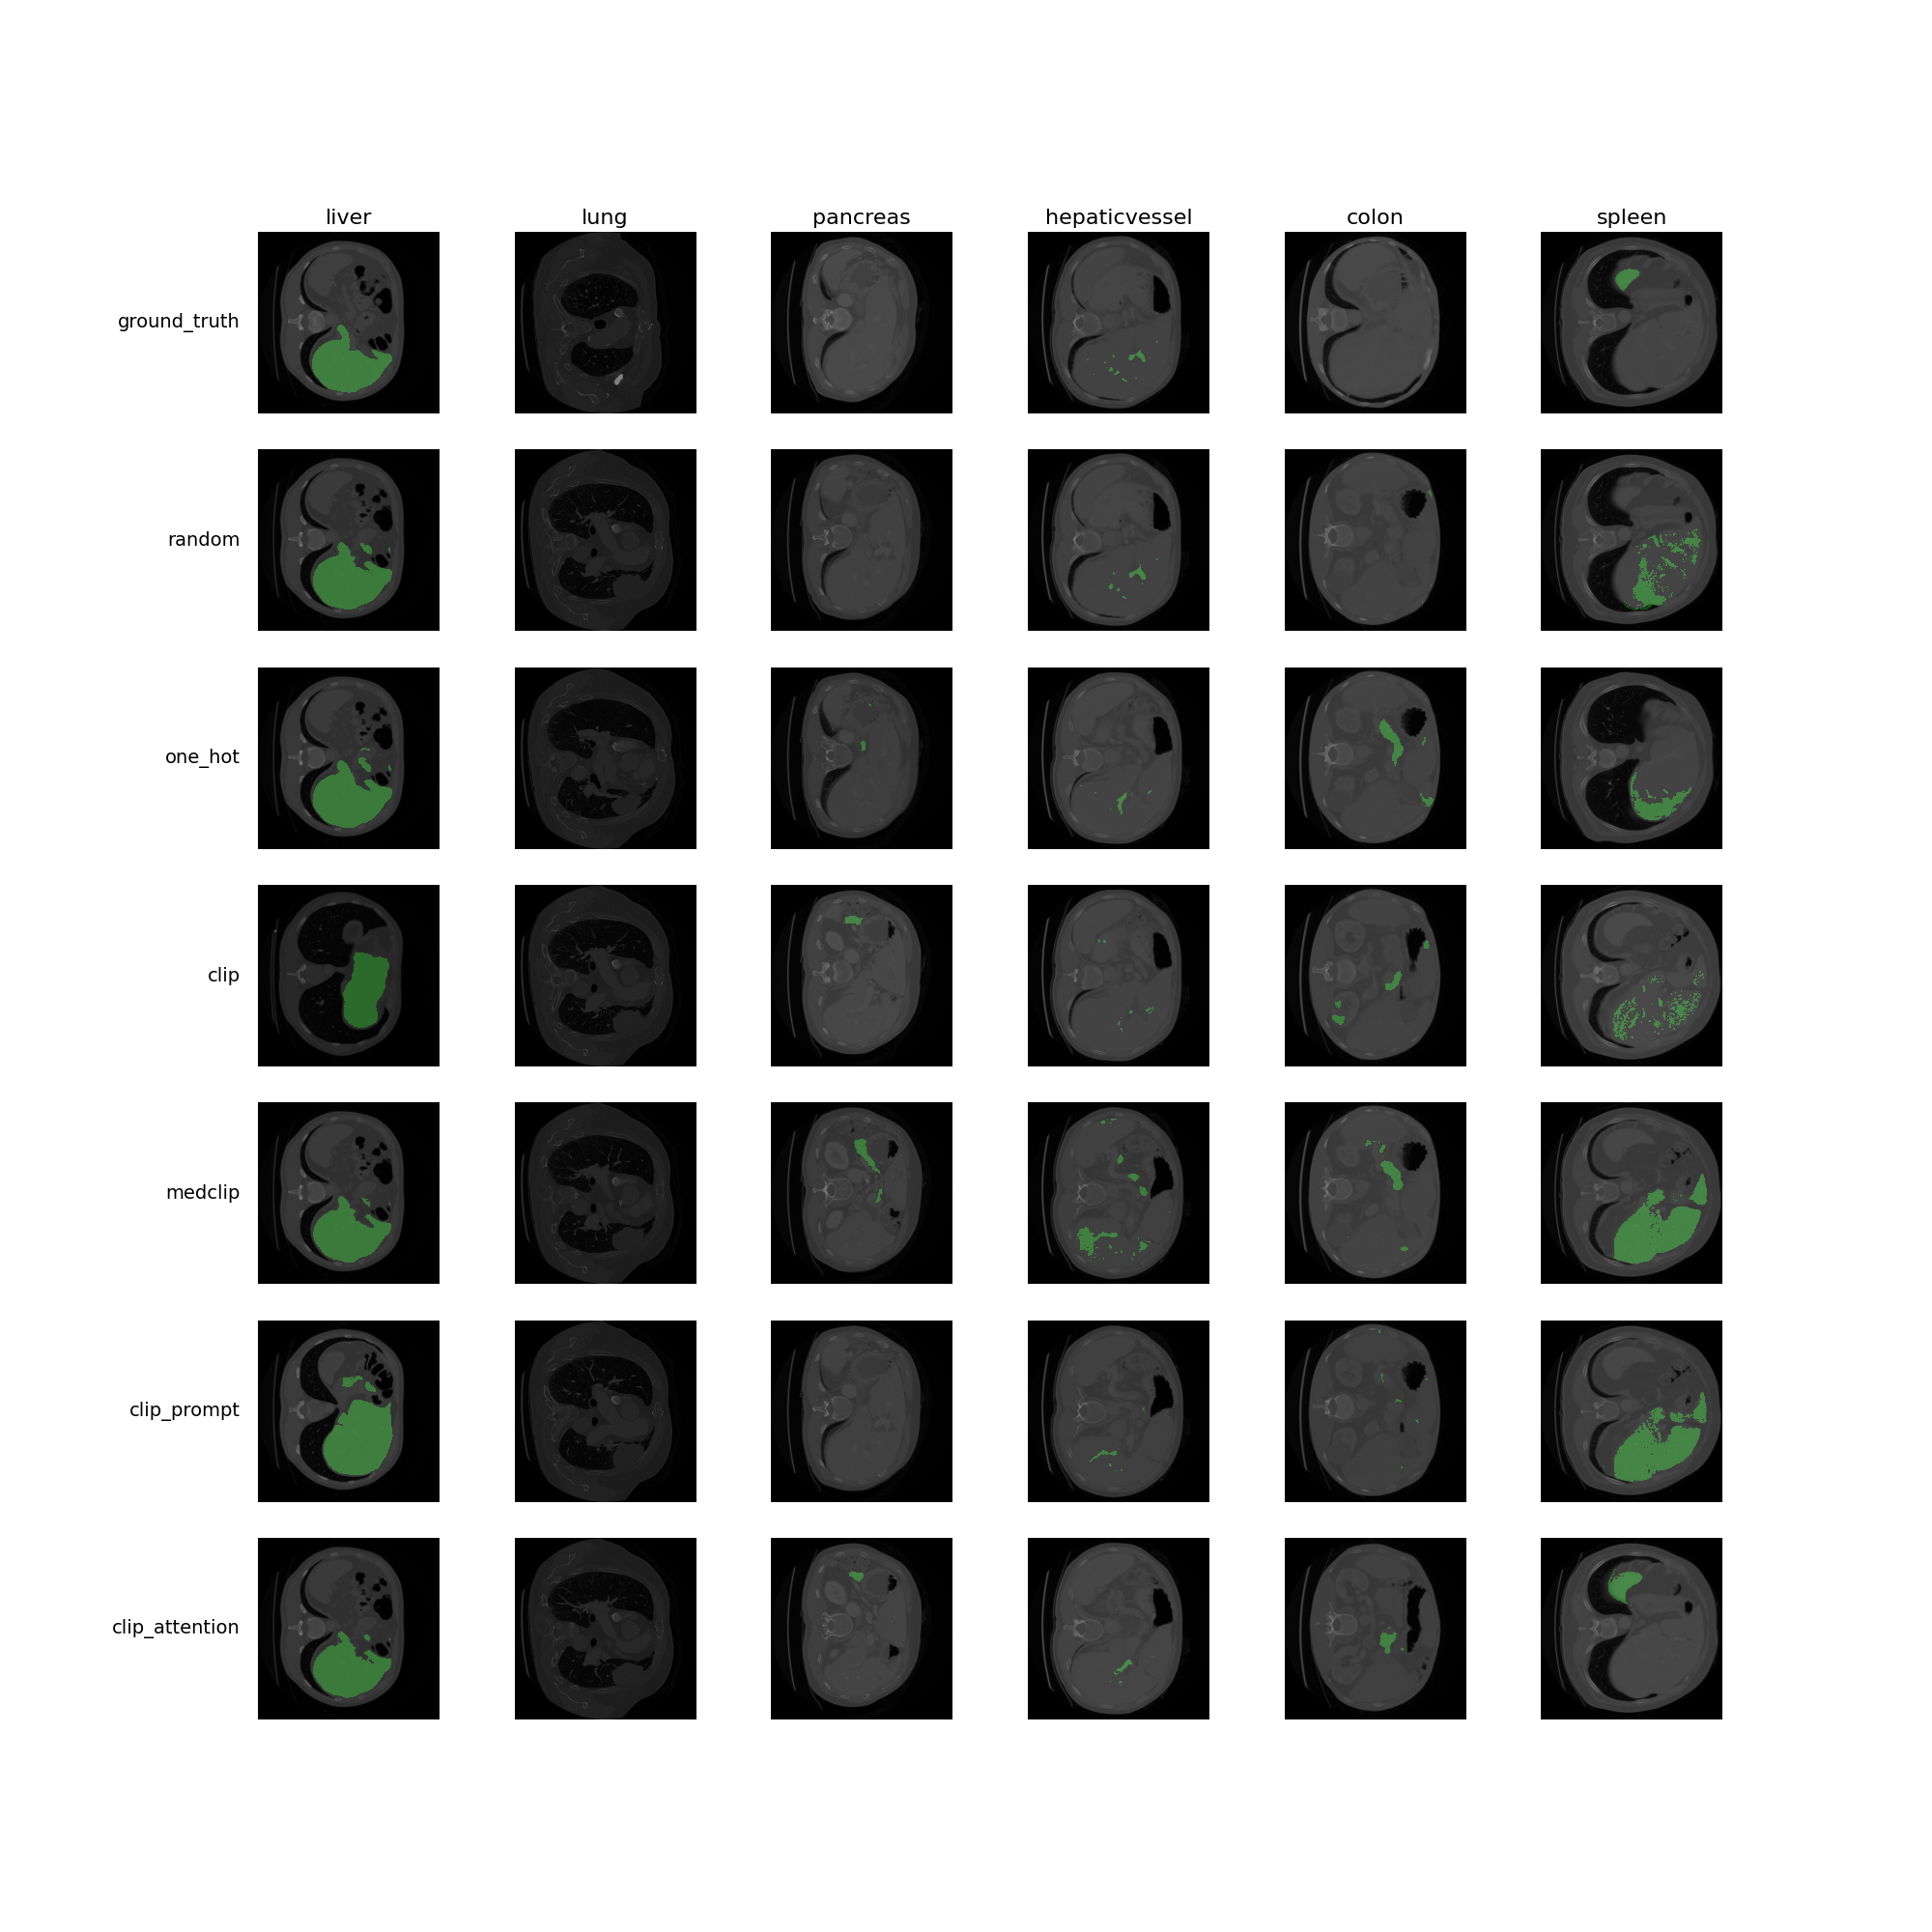 liver lung pancreas hepaticvessel colon spleen
ground_truth
random
one_hot
clip
medclip
clip_prompt
clip_attention